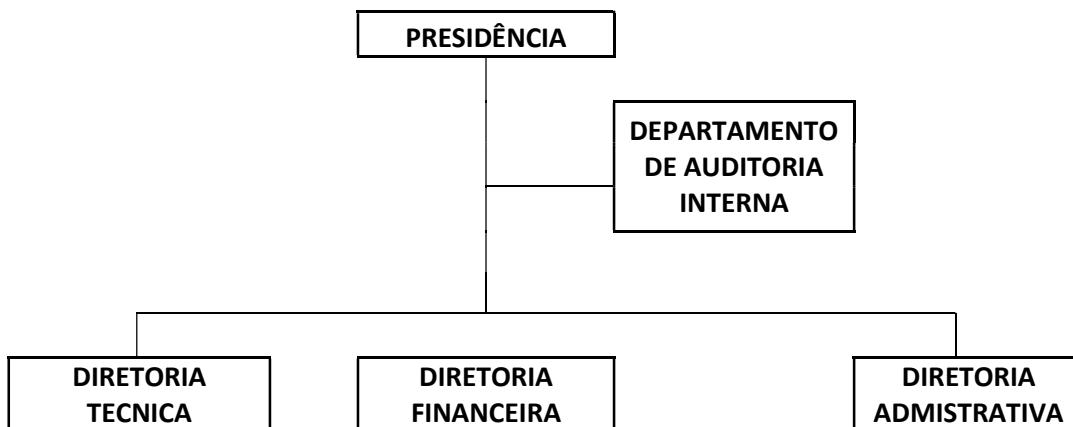 PRESIDÊNCIA
DEPARTAMENTO
DE AUDITORIA
INTERNA
DIRETORIA
TECNICA
DIRETORIA
FINANCEIRA
DIRETORIA
ADMISTRATIVA